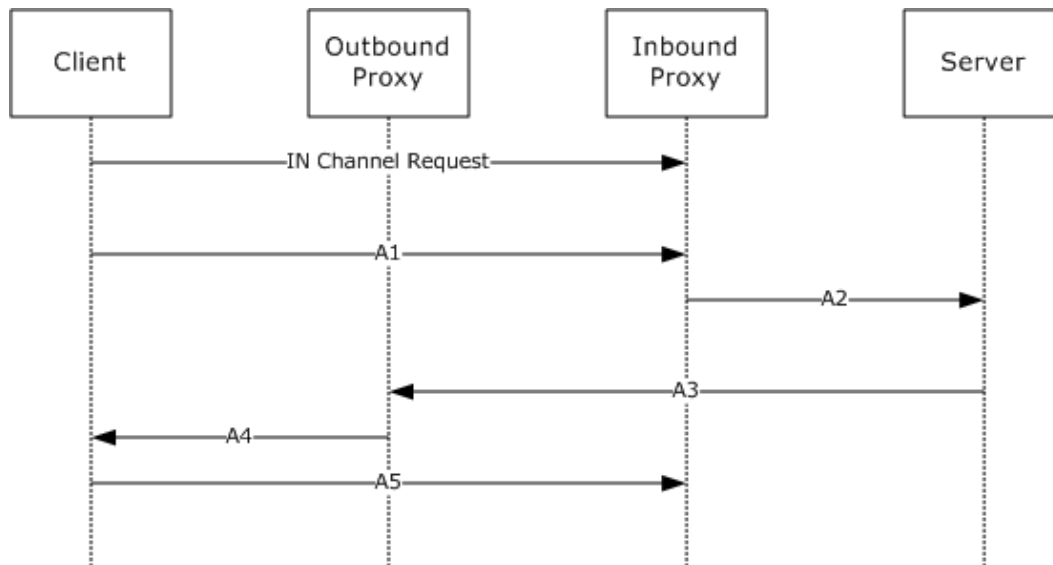 Client
Outbound
Proxy
Inbound
Proxy
Server
IN Channel Request
A1
A2
A3
A4
A5